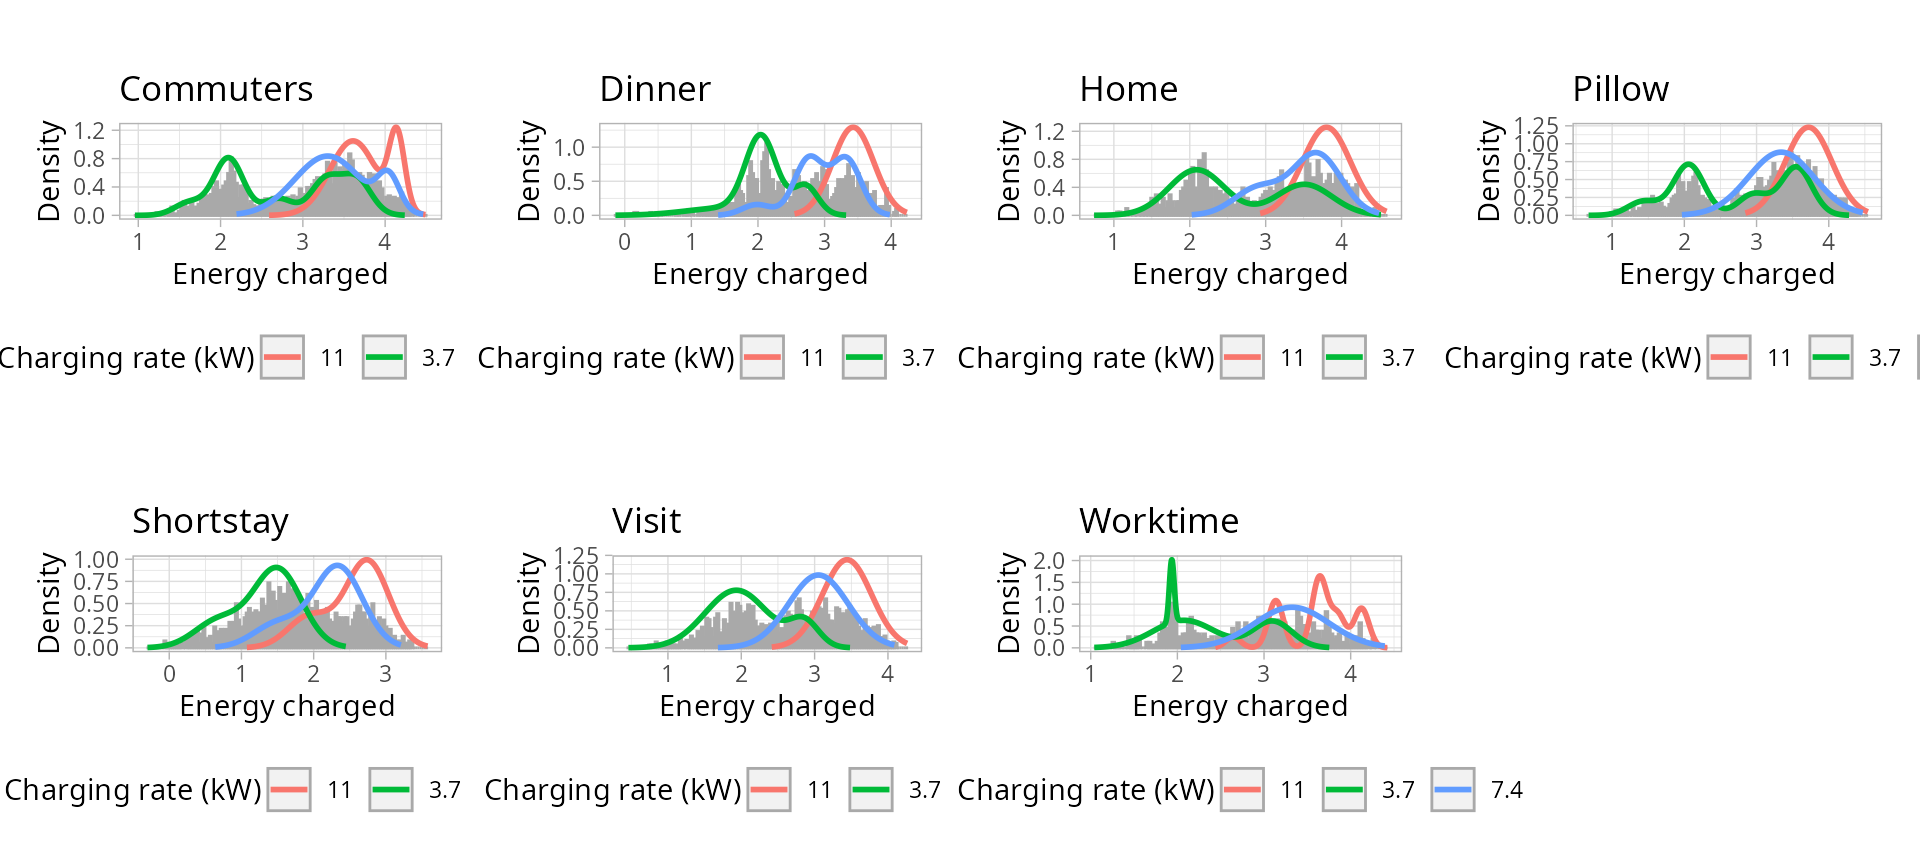 Commuters Dinner Home Pillow
Density 0.0 0.4 0.8 1.2
1 2 3 4
Energy charged
Density 0.0 0.5 1.0
0 1 2 3 4
Energy charged
Density 0.0 0.4 0.8 1.2
1 2 3 4
Energy charged
Density 0.00 0.25 0.50 0.75 1.00 1.25
1 2 3 4
Energy charged
Charging rate (kW) 11 3.7
Charging rate (kW) 11 3.7
Charging rate (kW) 11 3.7
Charging rate (kW) 11 3.7
Shortstay Visit Worktime
Density 0.00 0.25 0.50 0.75 1.00
0 1 2 3
Energy charged
Density 0.00 0.25 0.50 0.75 1.00 1.25
1 2 3 4
Energy charged
Density 0.0 0.5 1.0 1.5 2.0
1 2 3 4
Energy charged
Charging rate (kW) 11 3.7
Charging rate (kW) 11 3.7
Charging rate (kW) 11 3.7 7.4